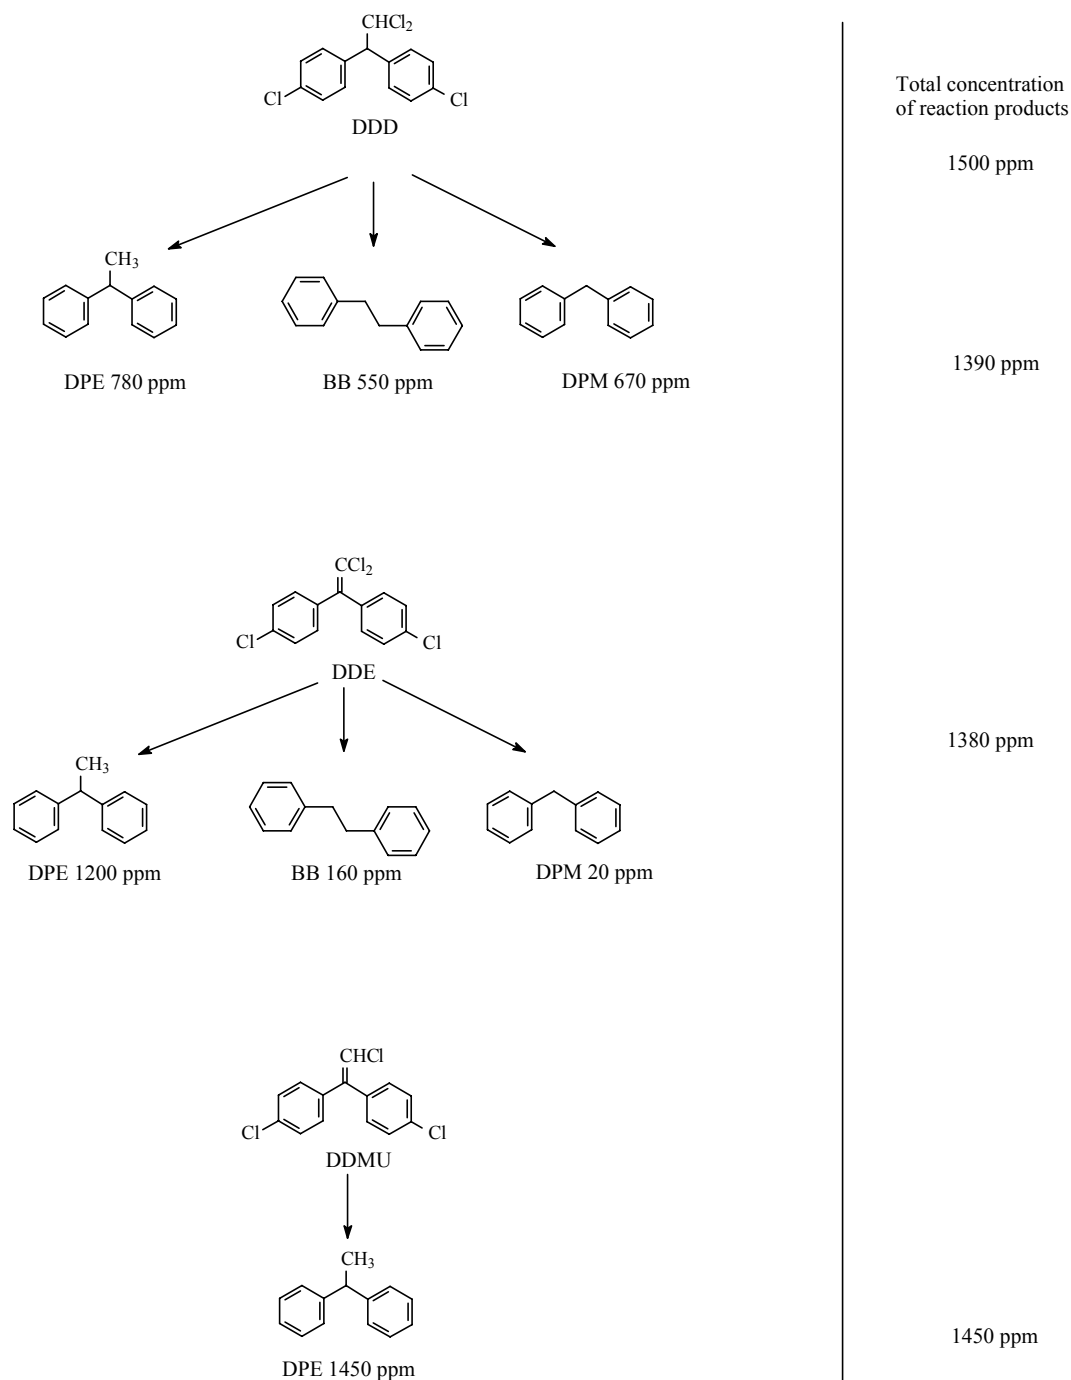 CHCl2
Cl
Cl
DDD
Total concentration
of reaction products
1500 ppm
CH3
DPE 780 ppm
BB 550 ppm
DPM 670 ppm
1390 ppm
CCl2
Cl
Cl
DDE
1380 ppm
CH3
DPE 1200 ppm
BB 160 ppm
DPM 20 ppm
CHCl
Cl
Cl
DDMU
CH3
DPE 1450 ppm
1450 ppm